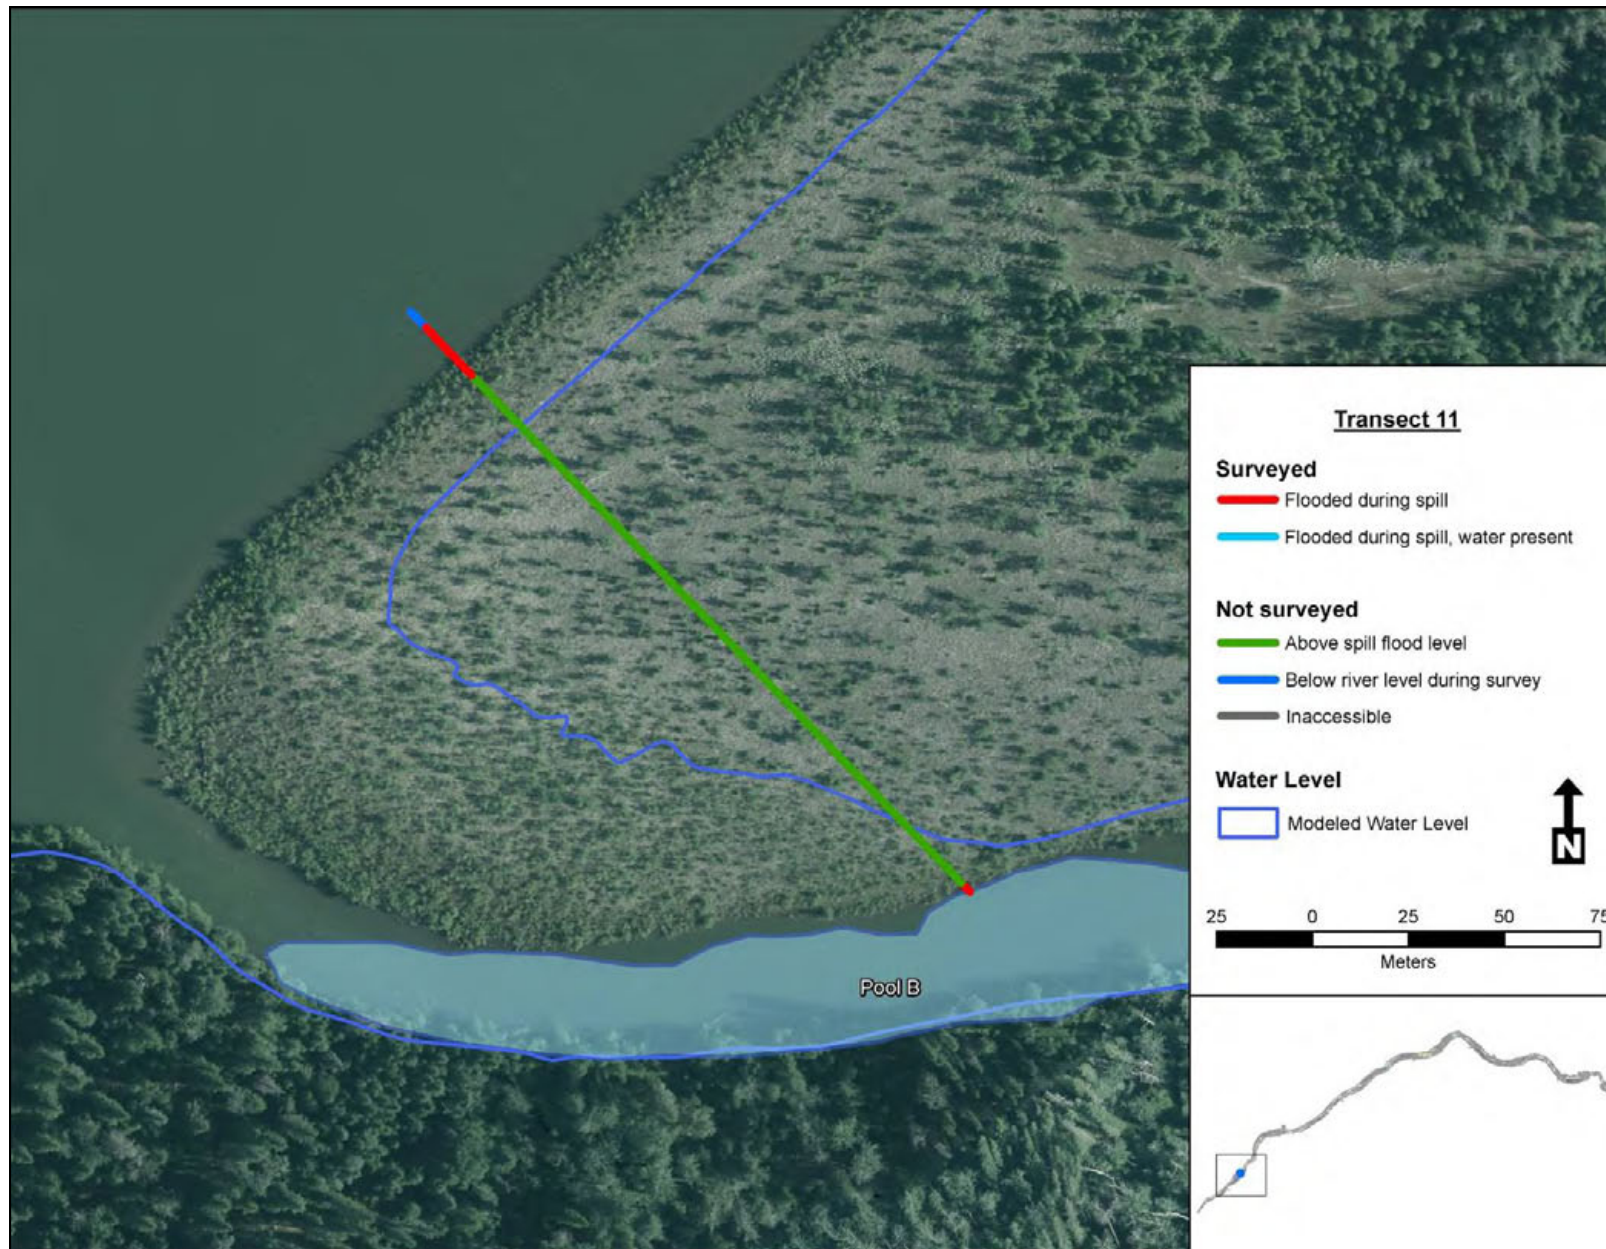 Transect 11
Surveyed
Flooded during spill
Flooded during spill, water present
Not surveyed
Above spill flood level
Below river level during survey
Inaccessible
Water Level
Modeled Water Level
N
25 0 25 50 75
Meters
Pool B